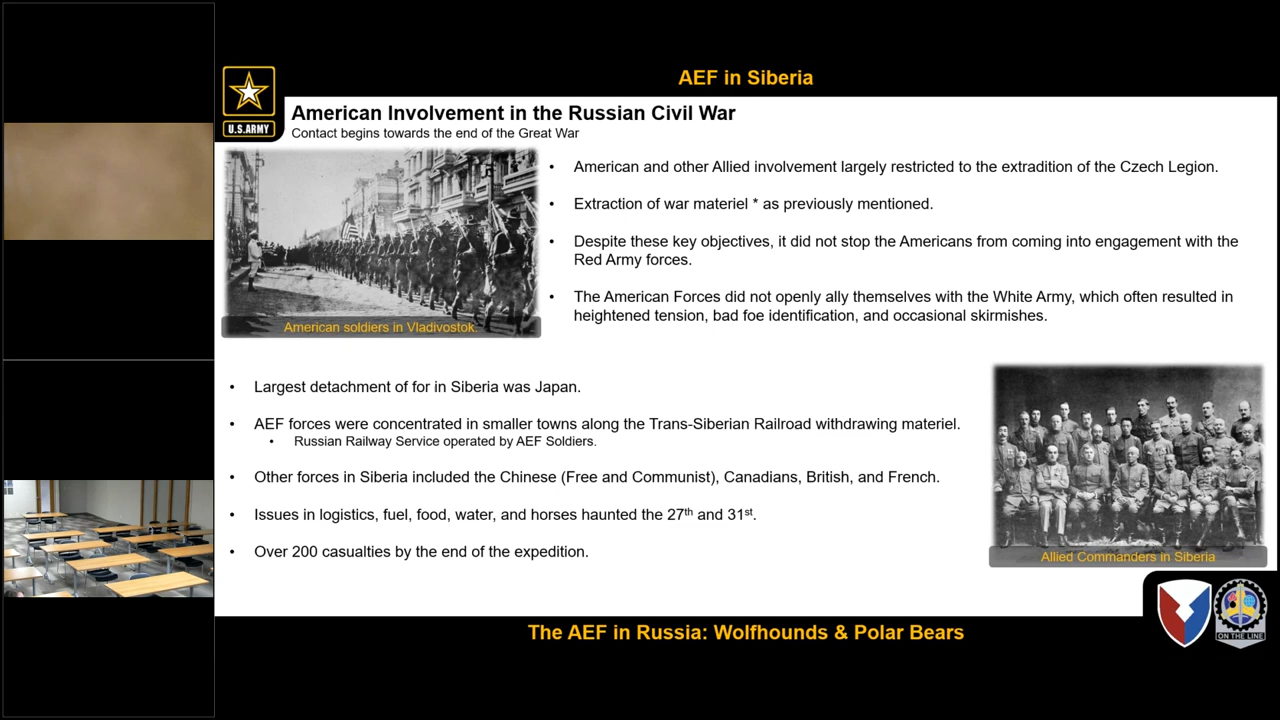 AEF in Siberia
U.S.ARMY
American Involvement in the Russian Civil War
Contact begins towards the end of the Great War
American soldiers in Vladivostok.
• American and other Allied involvement largely restricted to the extradition of the Czech Legion.
• Extraction of war materiel * as previously mentioned.
• Despite these key objectives, it did not stop the Americans from coming into engagement with the
Red Army forces.
• The American Forces did not openly ally themselves with the White Army, which often resulted in
heightened tension, bad foe identification, and occasional skirmishes.
• Largest detachment of for in Siberia was Japan.
• AEF forces were concentrated in smaller towns along the Trans-Siberian Railroad withdrawing materiel.
• Russian Railway Service operated by AEF Soldiers.
• Other forces in Siberia included the Chinese (Free and Communist), Canadians, British, and French.
• Issues in logistics, fuel, food, water, and horses haunted the 27th and 31st.
• Over 200 casualties by the end of the expedition.
Allied Commanders in Siberia
ON THE LINE
The AEF in Russia: Wolfhounds & Polar Bears